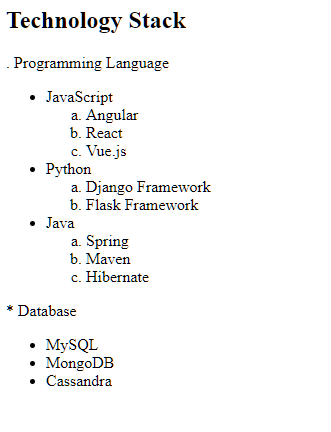 Technology Stack
. Programming Language
• JavaScript
a. Angular
b. React
c. Vue.js
• Python
a. Django Framework
b. Flask Framework
• Java
a. Spring
b. Maven
c. Hibernate
* Database
• MySQL
• MongoDB
• Cassandra